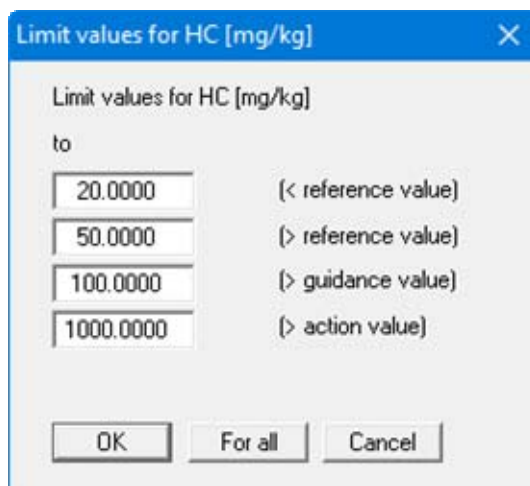 Limit values for HC [mg/kg]
Limit values for HC [mg/kg]
to
20.0000 (< reference value)
50.0000 (> reference value)
100.0000 (> guidance value)
1000.0000 (> action value)
OK For all Cancel